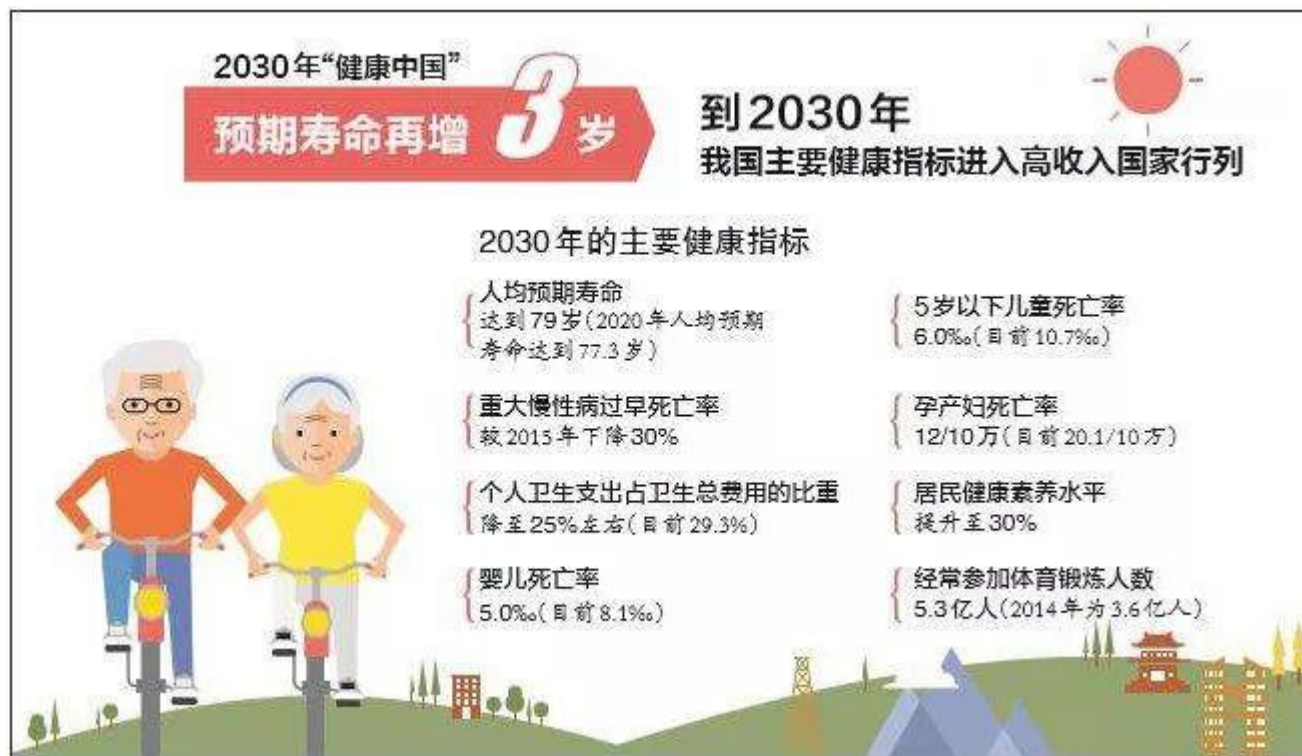 2030年“健康中国”
预期寿命再增3岁
到2030年
我国主要健康指标进入高收入国家行列
2030年的主要健康指标
人均预期寿命
达到79岁(2020年人均预期
寿命达到77.3岁)
重大慢性病过早死亡率
较2015年下降30%
个人卫生支出占卫生总费用的比重
降至25%左右(目前29.3%)
婴儿死亡率
5.0‰(目前8.1‰)
5岁以下儿童死亡率
6.0‰(目前10.7‰)
孕产妇死亡率
12/10万(目前20.1/10万)
居民健康素养水平
提升至30%
经常参加体育锻炼人数
5.3亿人(2014年为3.6亿人)